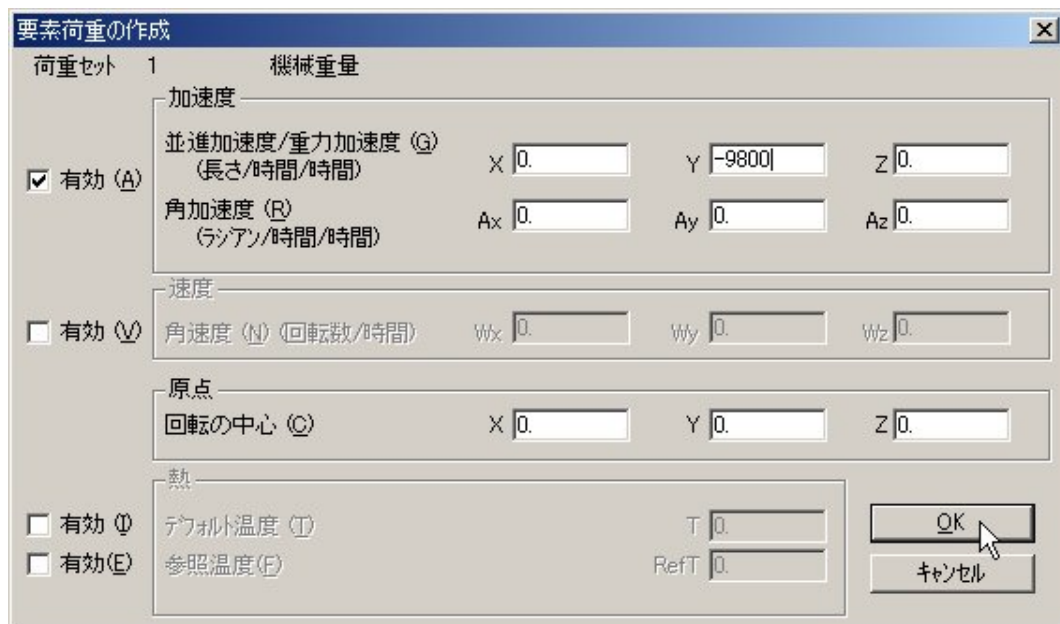 要素荷重の作成
荷重セット 1 機械重量
加速度
並進加速度/重力加速度 (G) X 0. Y -9800 Z 0.
(長さ/時間/時間)
有効 (A)
角加速度 (R) Ax 0. Ay 0. Az 0.
(ラジアン/時間/時間)
速度
有効 (V) 角速度 (N) (回転数/時間) Wx 0. Wy 0. Wz 0.
原点
回転の中心 (C) X 0. Y 0. Z 0.
熱
有効 (I) デフォルト温度 (T) T 0. OK
有効(E) 参照温度(F) RefT 0. キャンセル